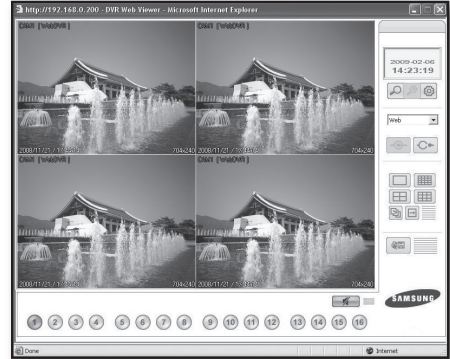 http://192.168.0.200 - DVR Web Viewer - Microsoft Internet Explorer
CAM1 [WebDVR]
CAM1 [WebDVR]
2008/11/21
704x240
2008/11/21
704x240
CAM1 [WebDVR]
CAM1 [WebDVR]
2008/11/21
704x240
2008/11/21
704x240
2009-02-06
14:23:19
Web
SAMSUNG
1 2 3 4 5 6 7 8 9 10 11 12 13 14 15 16
Done
Internet